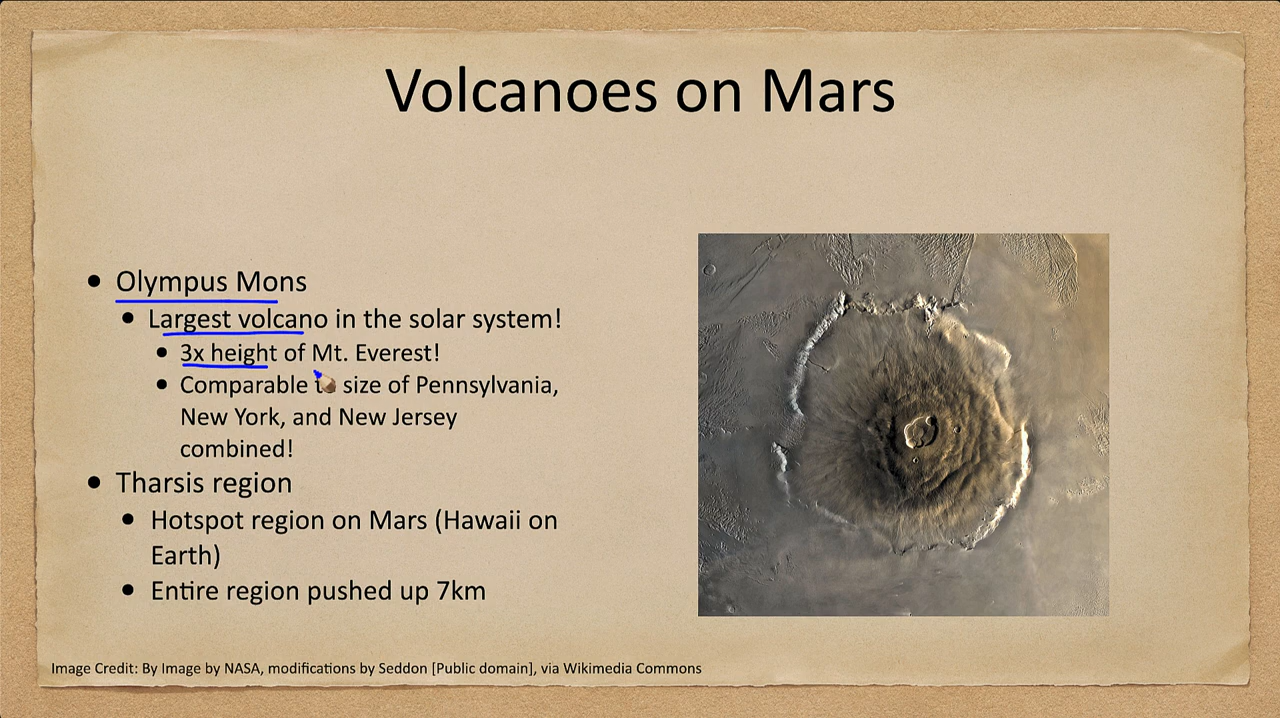 Volcanoes on Mars
• Olympus Mons
• Largest volcano in the solar system!
• 3x height of Mt. Everest!
• Comparable to size of Pennsylvania,
New York, and New Jersey
combined!
• Tharsis region
• Hotspot region on Mars (Hawaii on
Earth)
• Entire region pushed up 7km
Image Credit: By Image by NASA, modifications by Seddon [Public domain], via Wikimedia Commons